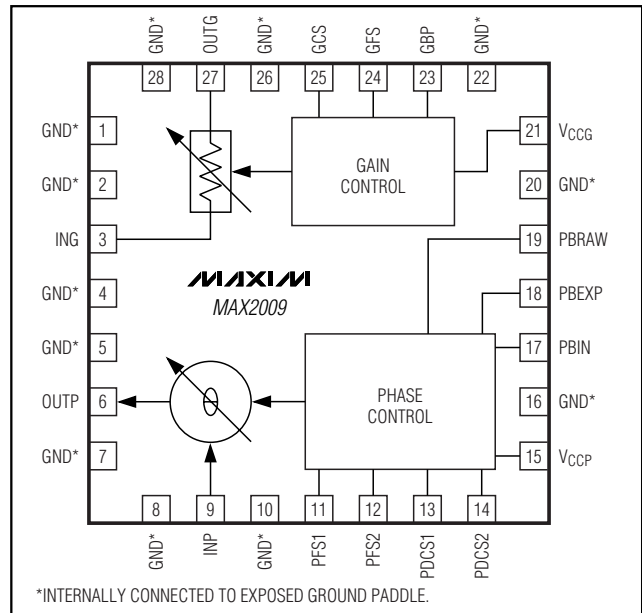 GND*
OUTG
GND*
GCS
GFS
GBP
GND*
28
27
26
25
24
23
22
GND*
1
GND*
2
ING
3
GND*
4
GND*
5
OUTP
6
GND*
7
GAIN
CONTROL
MAXIM
MAX2009
PHASE
CONTROL
21
VCCG
20
GND*
19
PBRAW
18
PBEXP
17
PBIN
16
GND*
15
VCCP
8
9
10
11
12
13
14
GND*
INP
GND*
PFS1
PFS2
PDCS1
PDCS2
*INTERNALLY CONNECTED TO EXPOSED GROUND PADDLE.